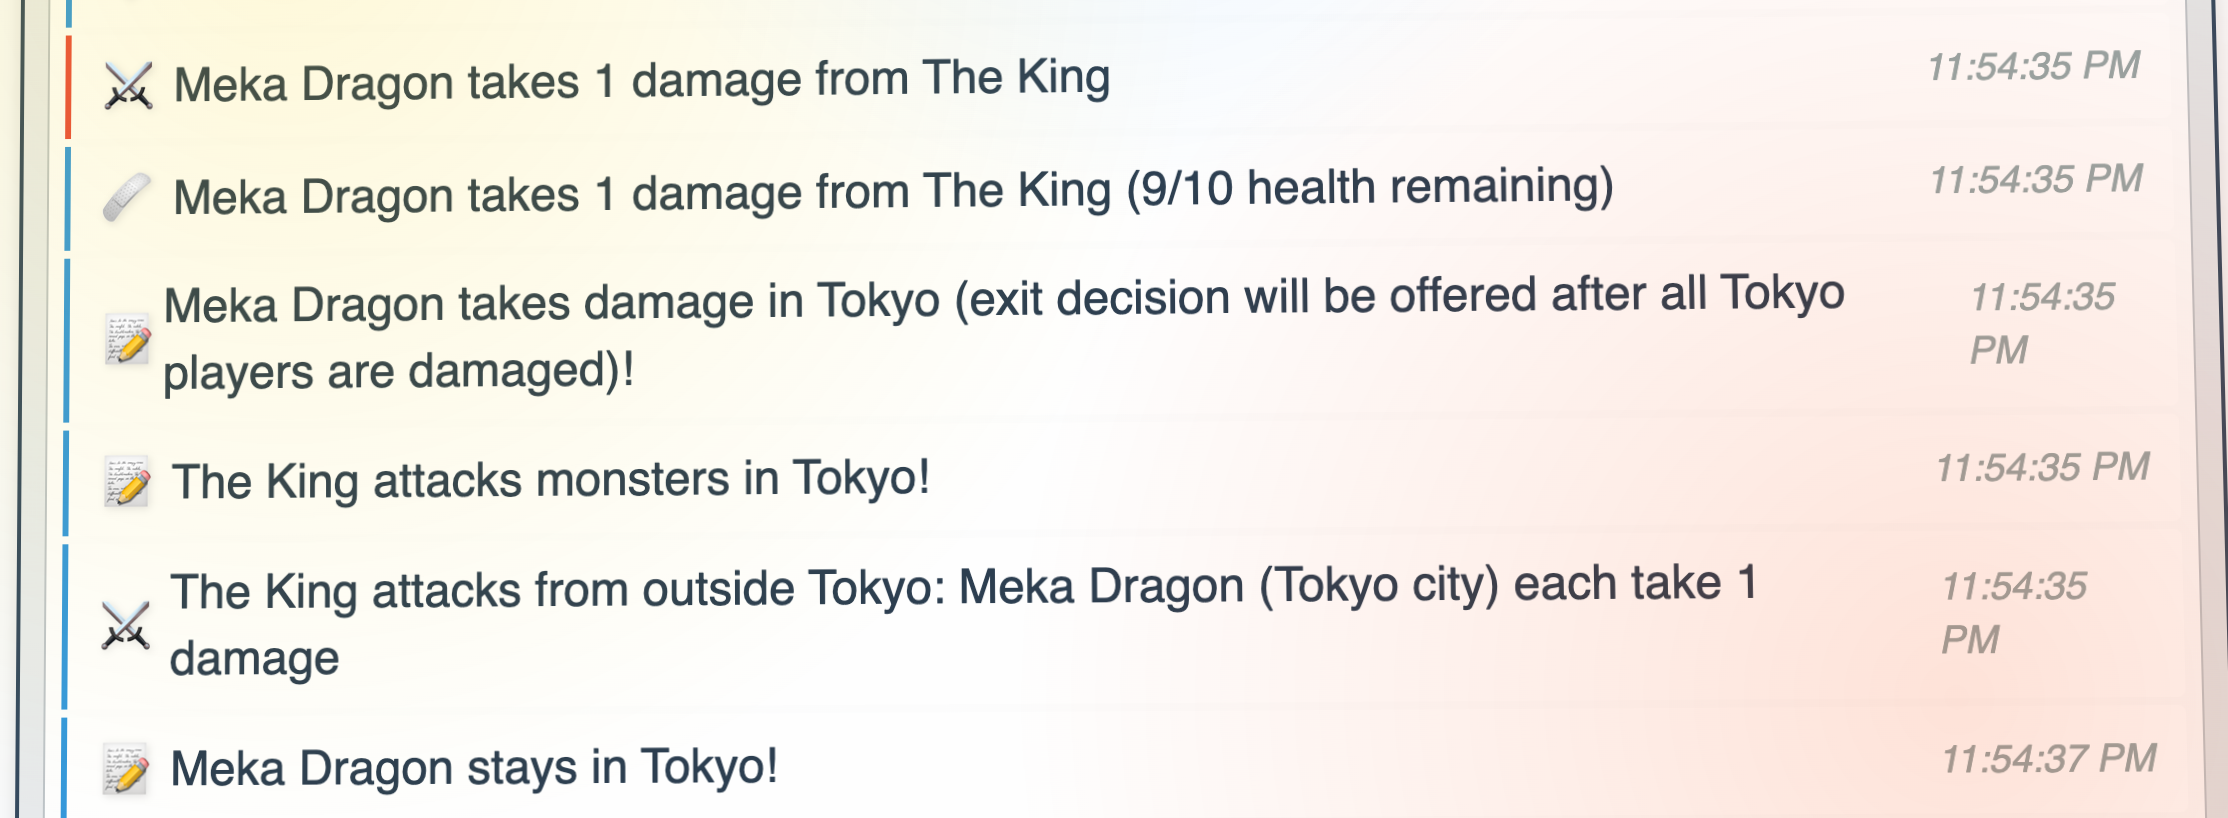 Meka Dragon takes 1 damage from The King 11:54:35 PM
Meka Dragon takes 1 damage from The King (9/10 health remaining) 11:54:35 PM
Meka Dragon takes damage in Tokyo (exit decision will be offered after all Tokyo
players are damaged)!
11:54:35
PM
The King attacks monsters in Tokyo! 11:54:35 PM
The King attacks from outside Tokyo: Meka Dragon (Tokyo city) each take 1
damage
11:54:35
PM
Meka Dragon stays in Tokyo! 11:54:37 PM